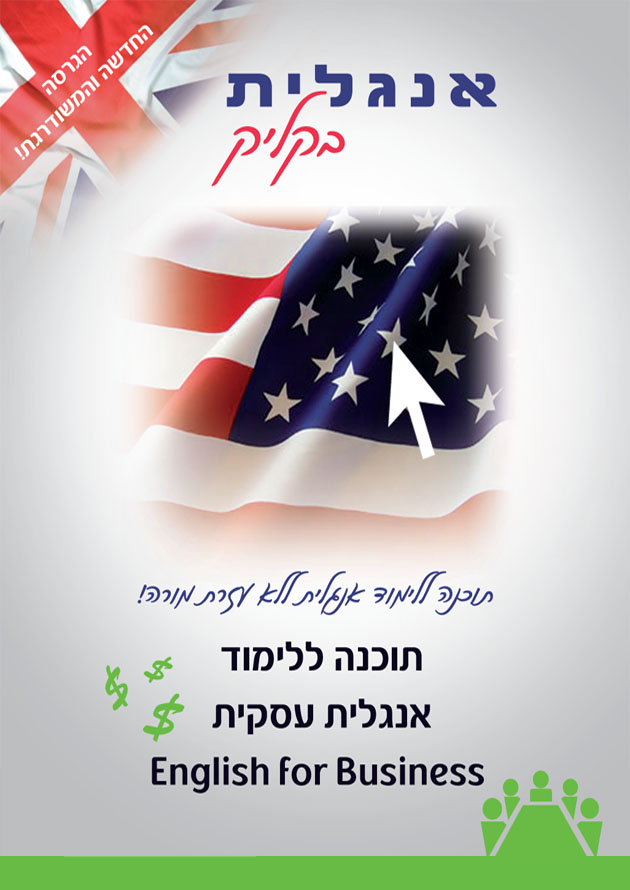 הגרסה
החדשה והמשודרגת!
אנגלית
בקליק
תוכנה ללימוד אנגלית ללא עזרת מורה!
תוכנה ללימוד
אנגלית עסקית
English for Business